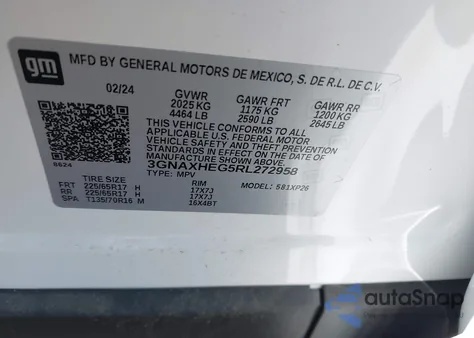 gm
MFD BY GENERAL MOTORS DE MEXICO, S. DE R.L. DE C.V.
02/24 GVWR GAWR FRT GAWR RR
2025 KG 1175 KG 1200 KG
4464 LB 2590 LB 2645 LB
THIS VEHICLE CONFORMS TO ALL
APPLICABLE U.S. FEDERAL MOTOR
VEHICLE SAFETY AND THEFT
PREVENTION STANDARDS IN EFFECT
ON THE DATE OF
MANUFACTURE SHOWN ABOVE.
3GNAXHEG5RL272958
8624 TYPE: MPV MODEL: 581XP26
TIRE SIZE RIM
FRT 225/65R17 H 17X7J
RR 225/65R17 H 17X7J
SPA T135/70R16 M 16X4BT
autoSnap